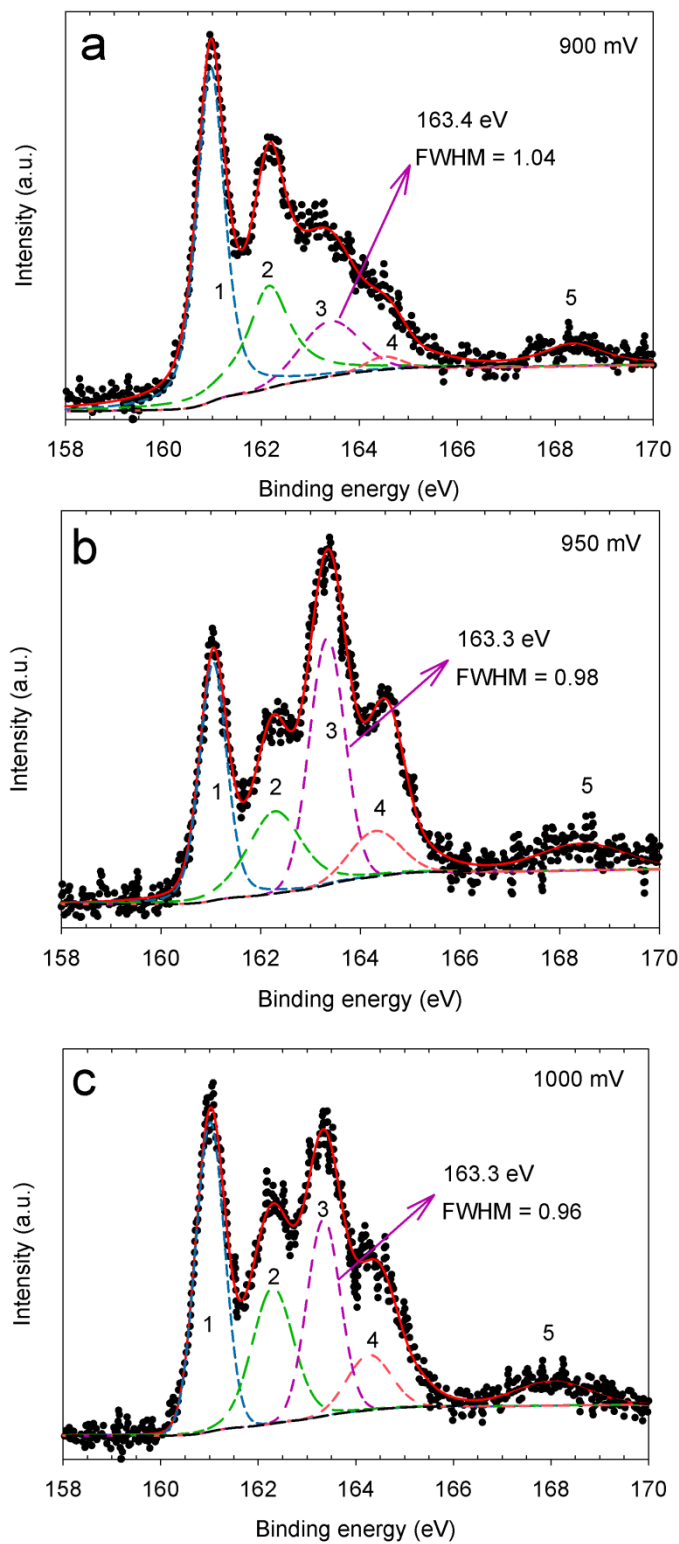 a
900 mV
163.4 eV
FWHM = 1.04
1
2
3
4
5
Intensity (a.u.)
158 160 162 164 166 168 170
Binding energy (eV)
b
950 mV
163.3 eV
FWHM = 0.98
1
2
3
4
5
Intensity (a.u.)
158 160 162 164 166 168 170
Binding energy (eV)
c
1000 mV
163.3 eV
FWHM = 0.96
1
2
3
4
5
Intensity (a.u.)
158 160 162 164 166 168 170
Binding energy (eV)